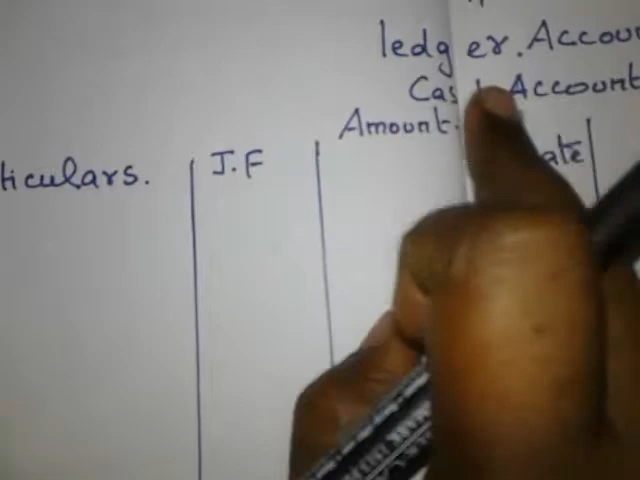 ledger. Accou
Cas Account
Amount.
ticulars. J.F ate